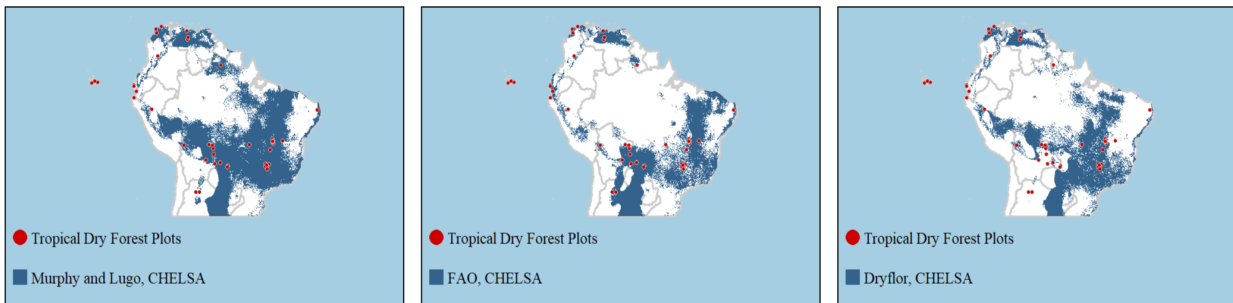 Tropical Dry Forest Plots
Murphy and Lugo, CHELSA
Tropical Dry Forest Plots
FAO, CHELSA
Tropical Dry Forest Plots
Dryflor, CHELSA